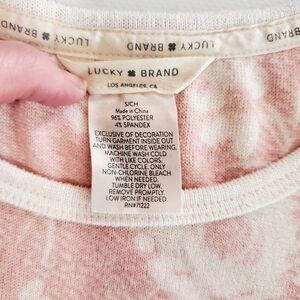 LUCKY BRAND LUCKY BRAND
LUCKY BRAND
LOS ANGELES, CA
S/CH
Made in China
96% POLYESTER
4% SPANDEX
EXCLUSIVE OF DECORATION
TURN GARMENT INSIDE OUT
AND WASH BEFORE WEARING.
MACHINE WASH COLD
WITH LIKE COLORS.
GENTLE CYCLE. ONLY
NON-CHLORINE BLEACH
WHEN NEEDED.
TUMBLE DRY LOW.
REMOVE PROMPTLY.
LOW IRON IF NEEDED.
RN#71222